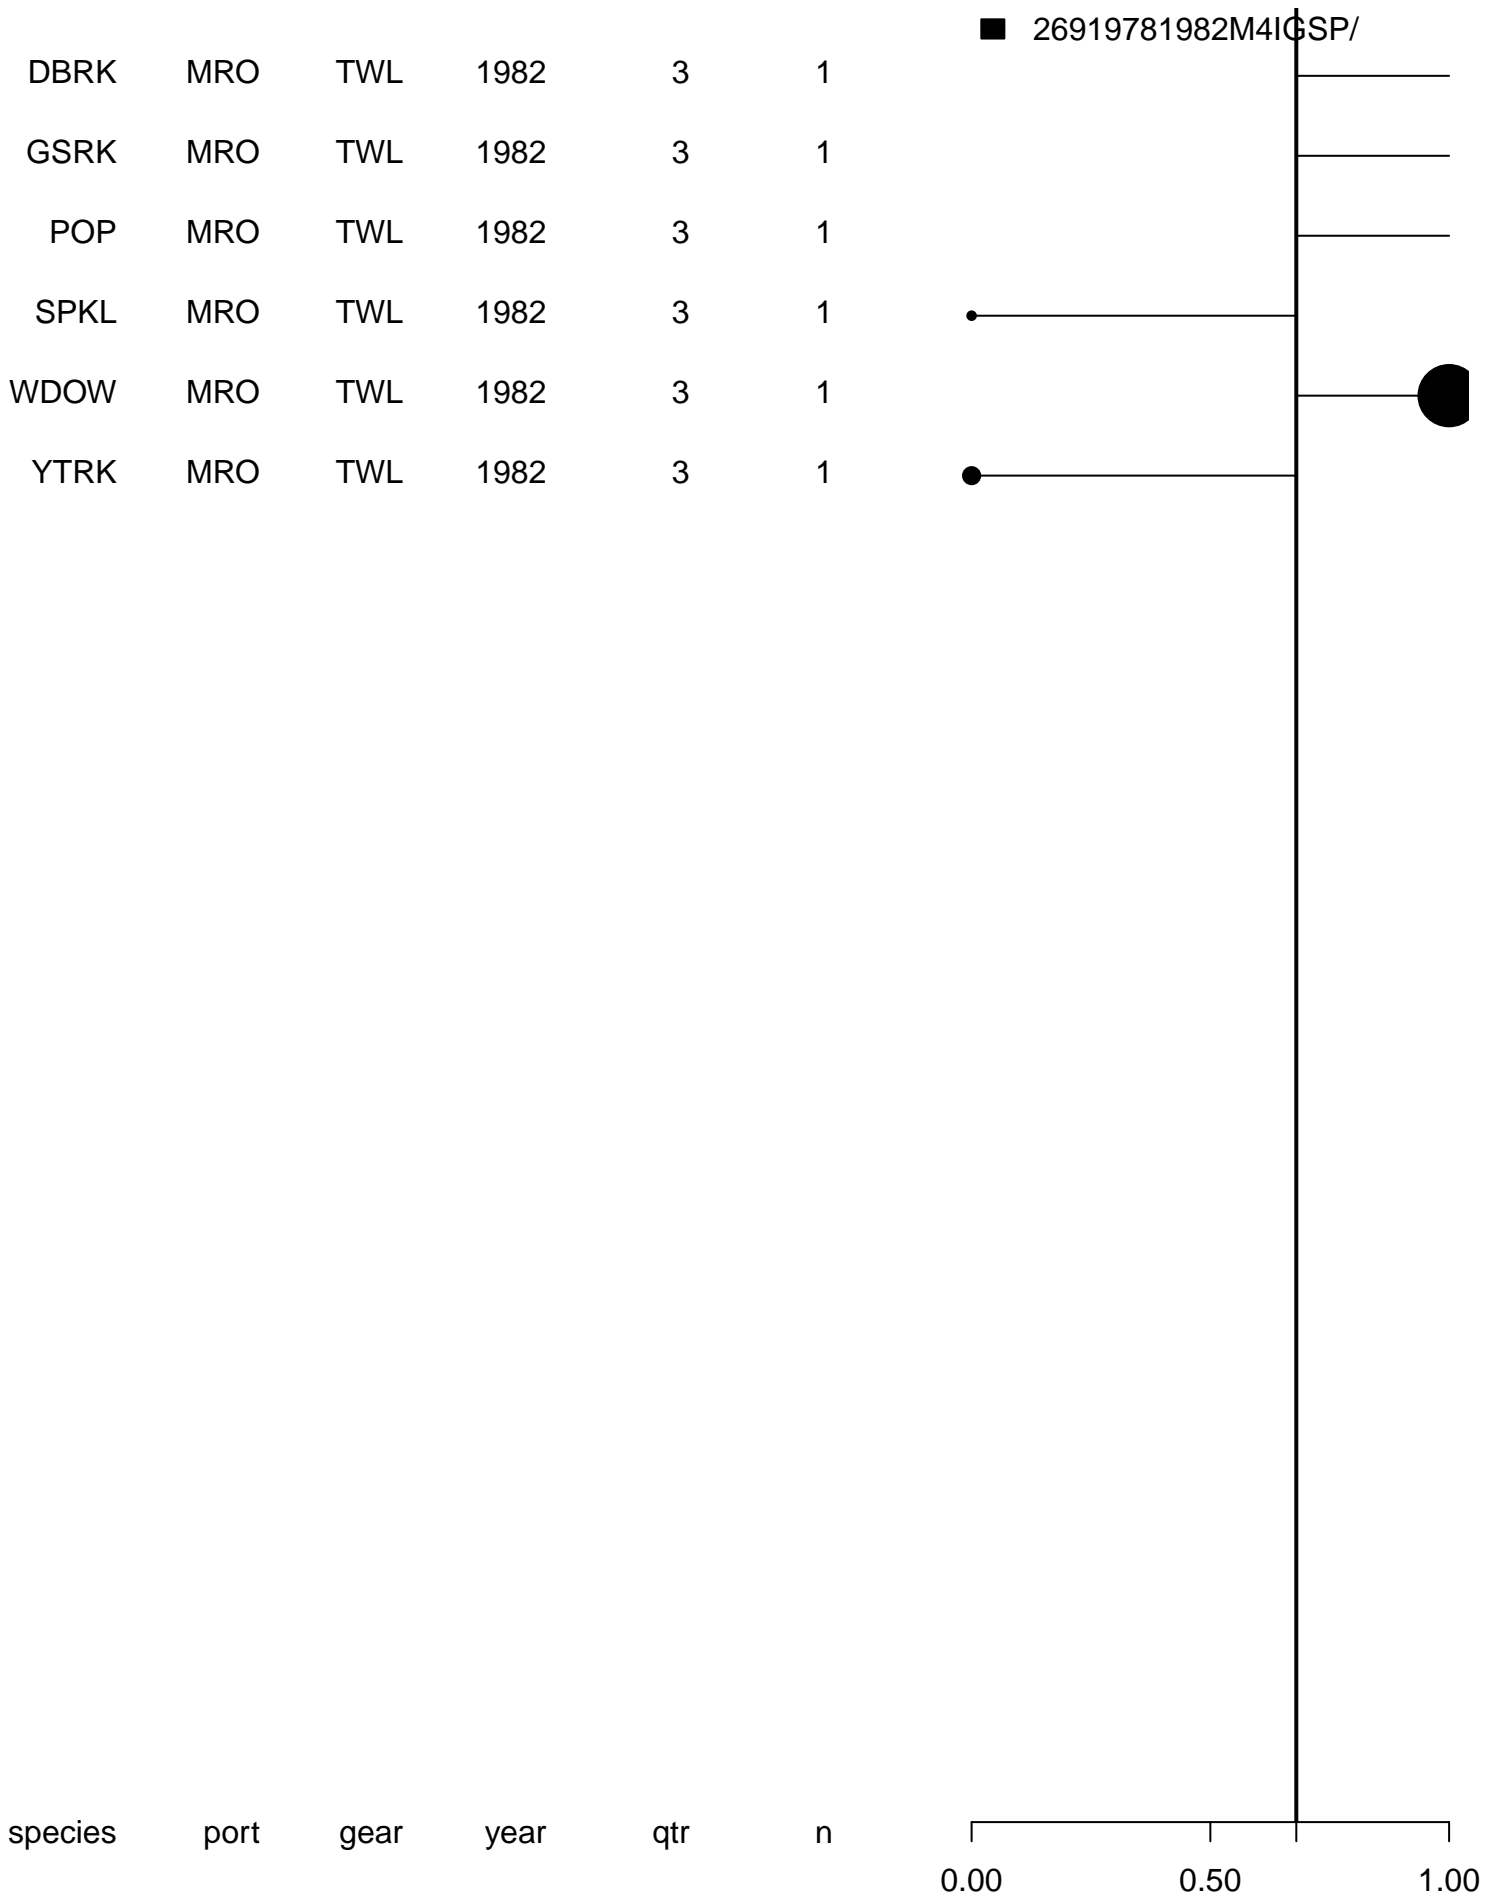 26919781982M4IGSP/
DBRK MRO TWL 1982 3 1
GSRK MRO TWL 1982 3 1
POP MRO TWL 1982 3 1
SPKL MRO TWL 1982 3 1
WDOW MRO TWL 1982 3 1
YTRK MRO TWL 1982 3 1
species port gear year qtr n
0.00 0.50 1.00